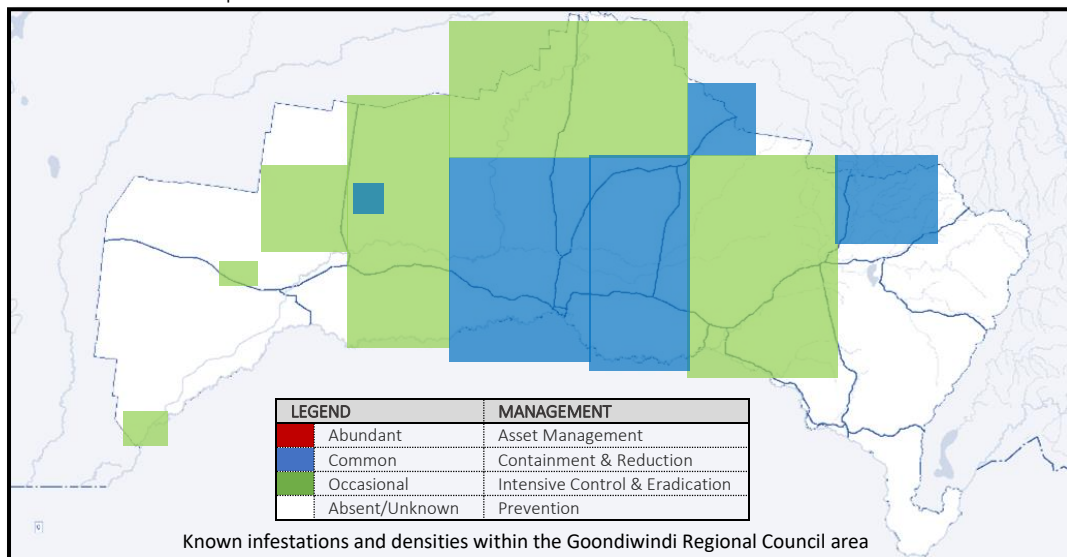 LEGEND MANAGEMENT
Abundant Asset Management
Common Containment & Reduction
Occasional Intensive Control & Eradication
Absent/Unknown Prevention
Known infestations and densities within the Goondiwindi Regional Council area